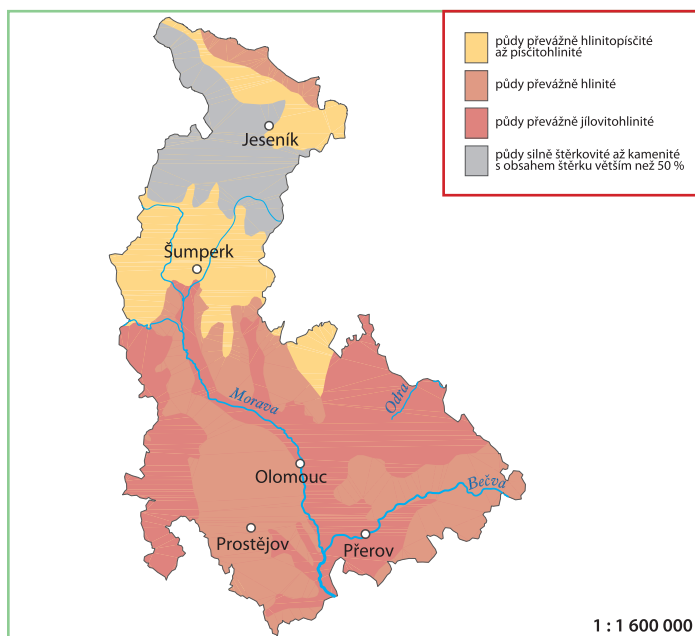 půdy převážně hlinitopísčité
až písčitohlinité
půdy převážně hlinité
půdy převážně jílovitohlinité
půdy silně štěrkovité až kamenité
s obsahem štěrku větším než 50 %
Jeseník
Šumperk
Morava
Odra
Olomouc
Bečva
Prostějov
Přerov
1 : 1 600 000